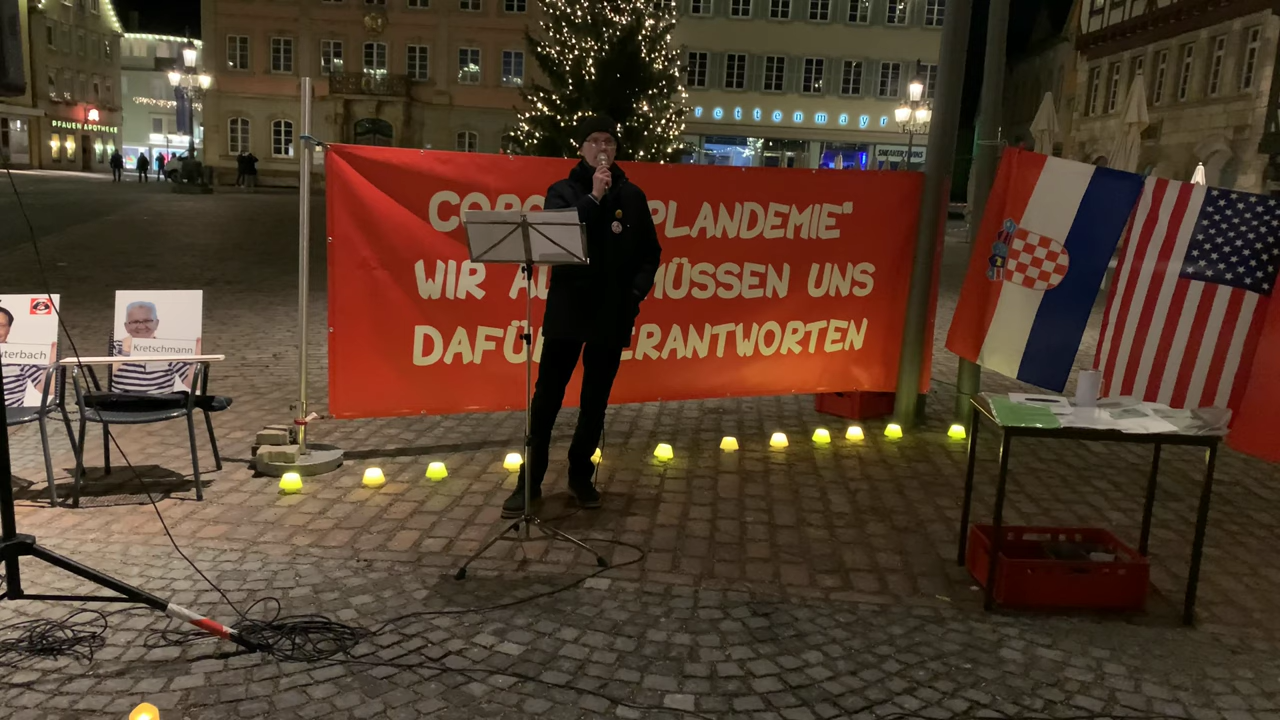 PFAUEN APOTHEKE
rettenmayr
CORO PLANDEMIE"
WIR MÜSSEN UNS
DAFÜ ERANTWORTEN
uterbach
Kretschmann